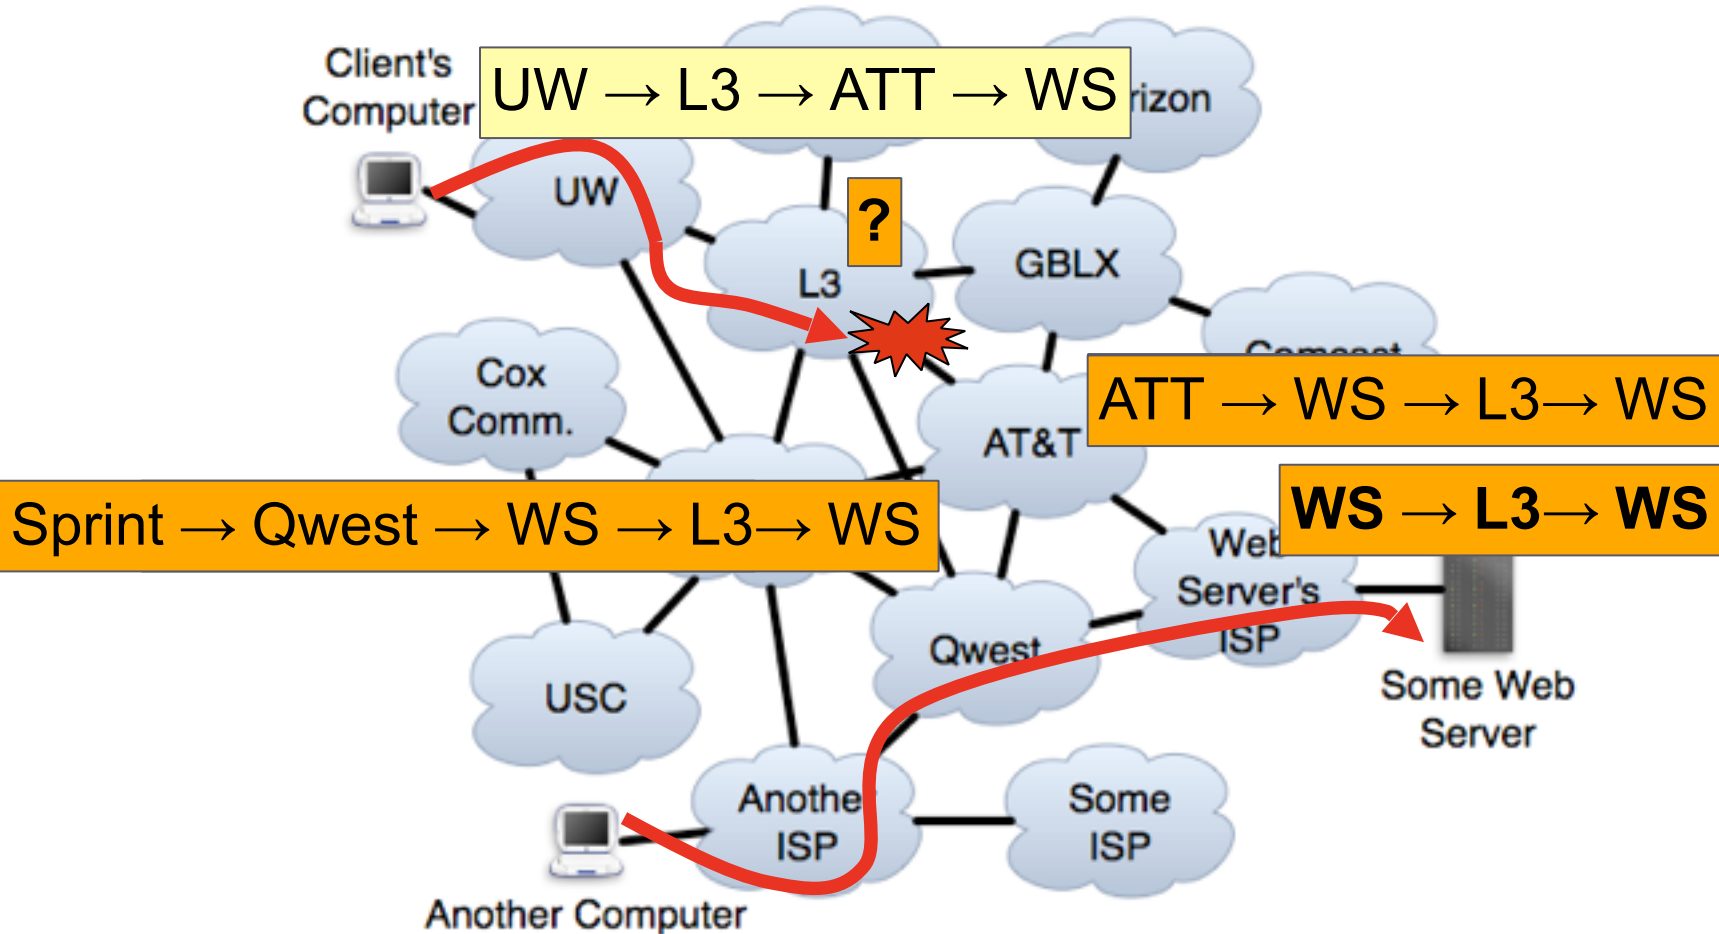 Client's
Computer
UW → L3 → ATT → WS
rizon
UW
?
L3
GBLX
Cox
Comm.
Comcast
ATT → WS → L3→ WS
AT&T
WS → L3→ WS
Sprint → Qwest → WS → L3→ WS
Web
Server's
ISP
Qwest
USC
Some Web
Server
Anothe
ISP
Some
ISP
Another Computer